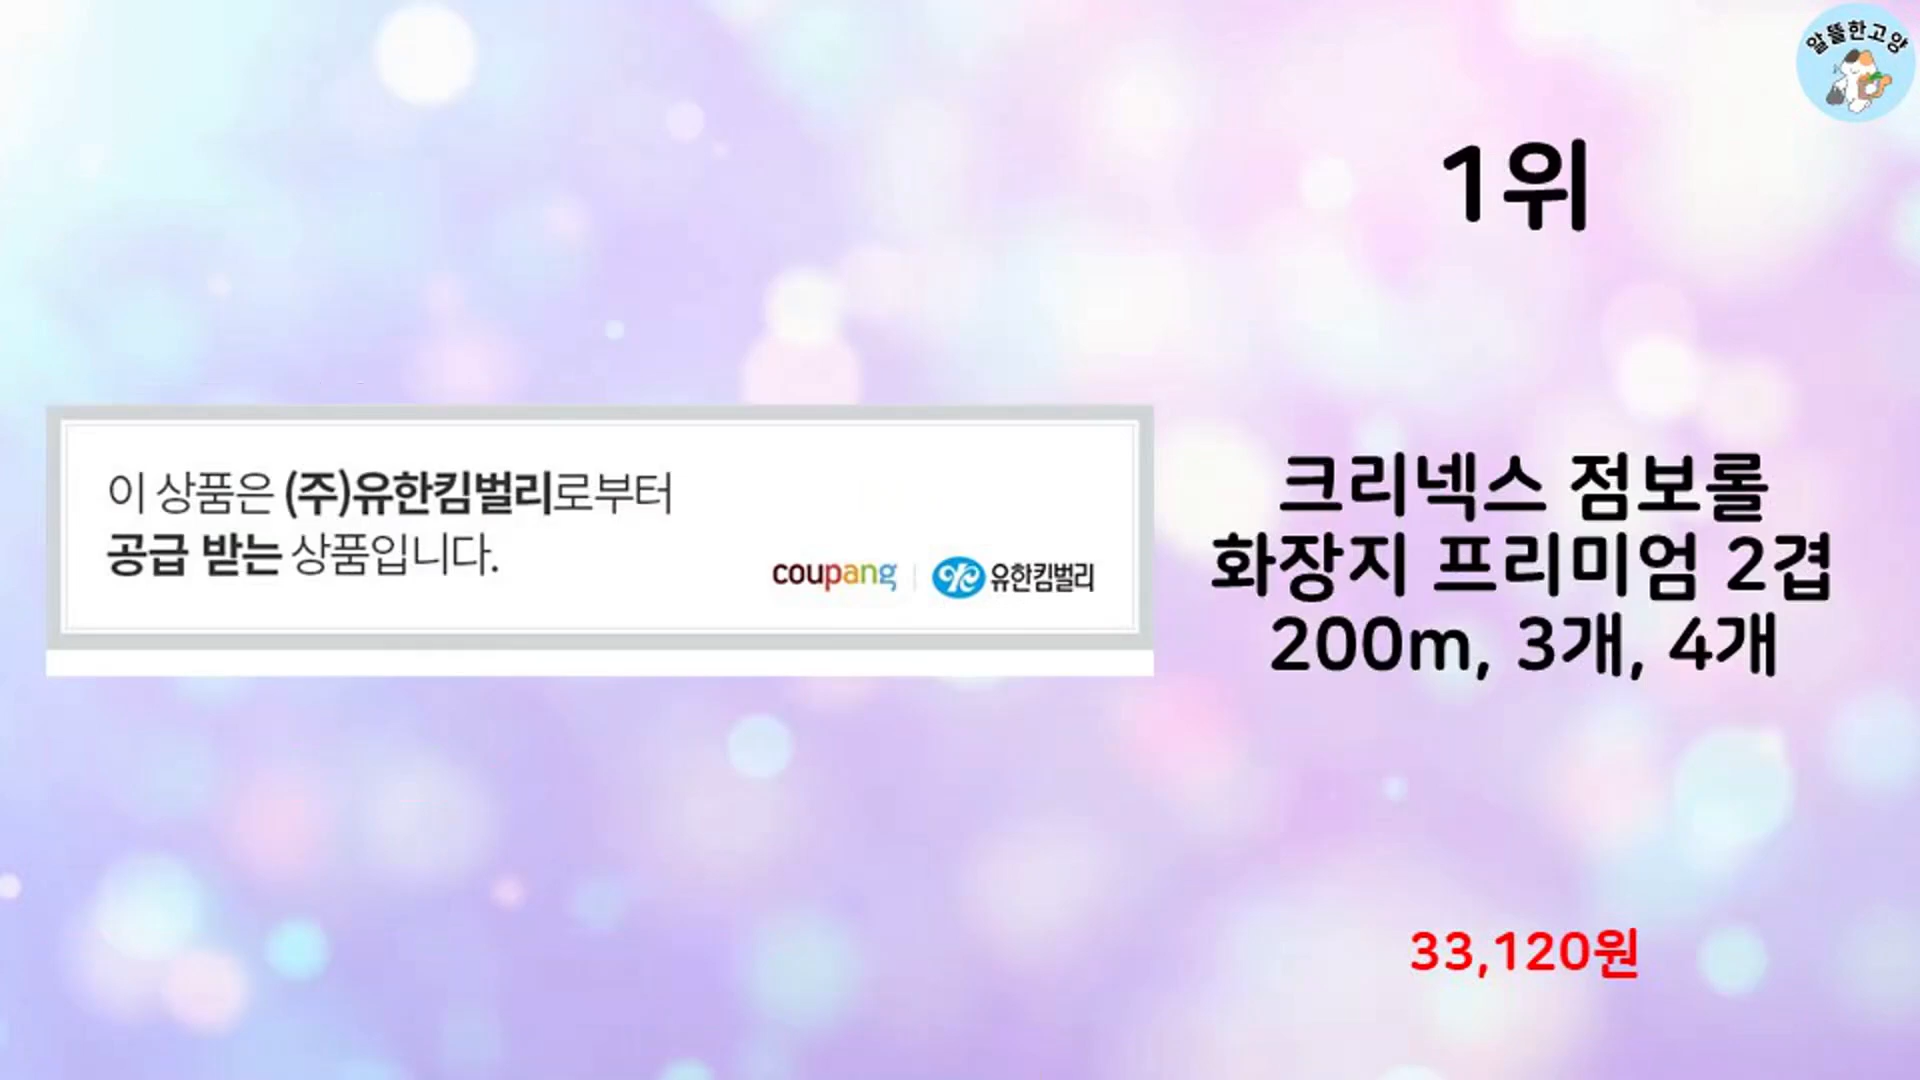 알뜰한고양
1위
이 상품은 (주)유한킴벌리로부터
공급 받는 상품입니다.
coupang | 유한킴벌리
크리넥스 점보롤
화장지 프리미엄 2겹
200m, 3개, 4개
33,120원